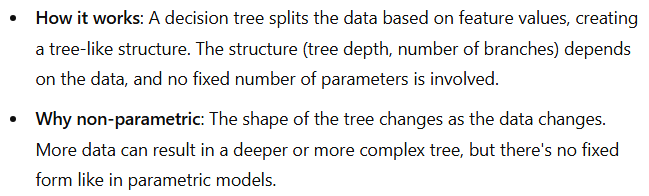 • How it works: A decision tree splits the data based on feature values, creating
a tree-like structure. The structure (tree depth, number of branches) depends
on the data, and no fixed number of parameters is involved.
• Why non-parametric: The shape of the tree changes as the data changes.
More data can result in a deeper or more complex tree, but there's no fixed
form like in parametric models.